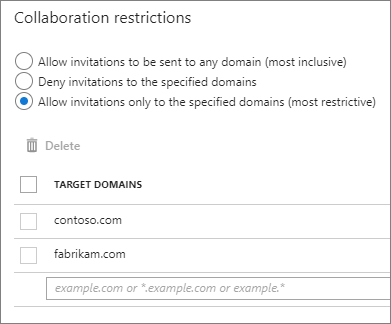 Collaboration restrictions
Allow invitations to be sent to any domain (most inclusive)
Deny invitations to the specified domains
Allow invitations only to the specified domains (most restrictive)
Delete
TARGET DOMAINS
contoso.com
fabrikam.com
example.com or *.example.com or example.*